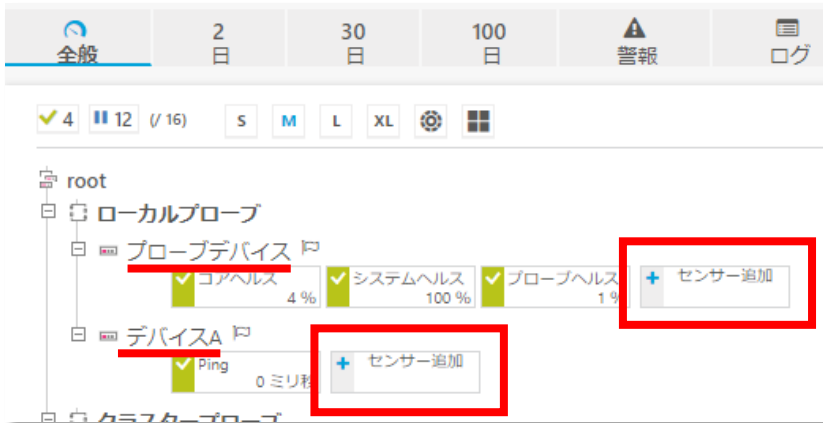 全般 2 日 30 日 100 日 警報 ログ
4 12 (/ 16) S M L XL
root
ローカルプローブ
プローブデバイス
コアヘルス 4 % システムヘルス 100 % プローブヘルス 1 % + センサー追加
デバイスA
Ping 0 ミリ秒 + センサー追加
クラスタープローブ